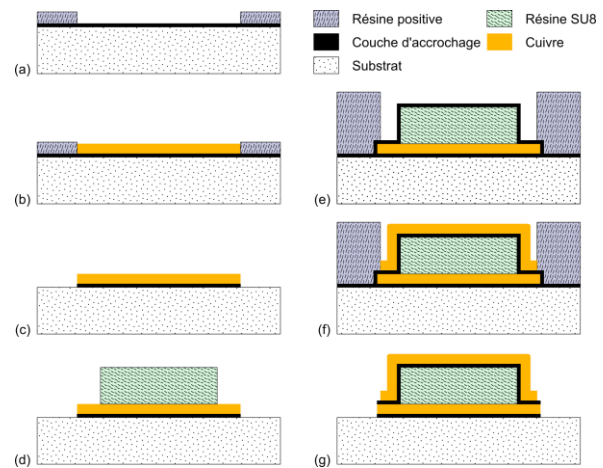 Résine positive
Résine SU8
Couche d'accrochage
Cuivre
Substrat
(a)
(b)
(c)
(d)
(e)
(f)
(g)